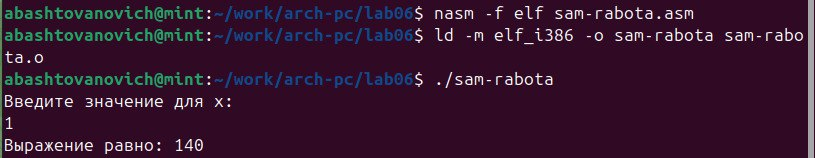 abashtovanovich@mint:~/work/arch-pc/lab06$ nasm -f elf sam-rabota.asm
abashtovanovich@mint:~/work/arch-pc/lab06$ ld -m elf_i386 -o sam-rabota sam-rabo
ta.o
abashtovanovich@mint:~/work/arch-pc/lab06$ ./sam-rabota
Введите значение для x:
1
Выражение равно: 140